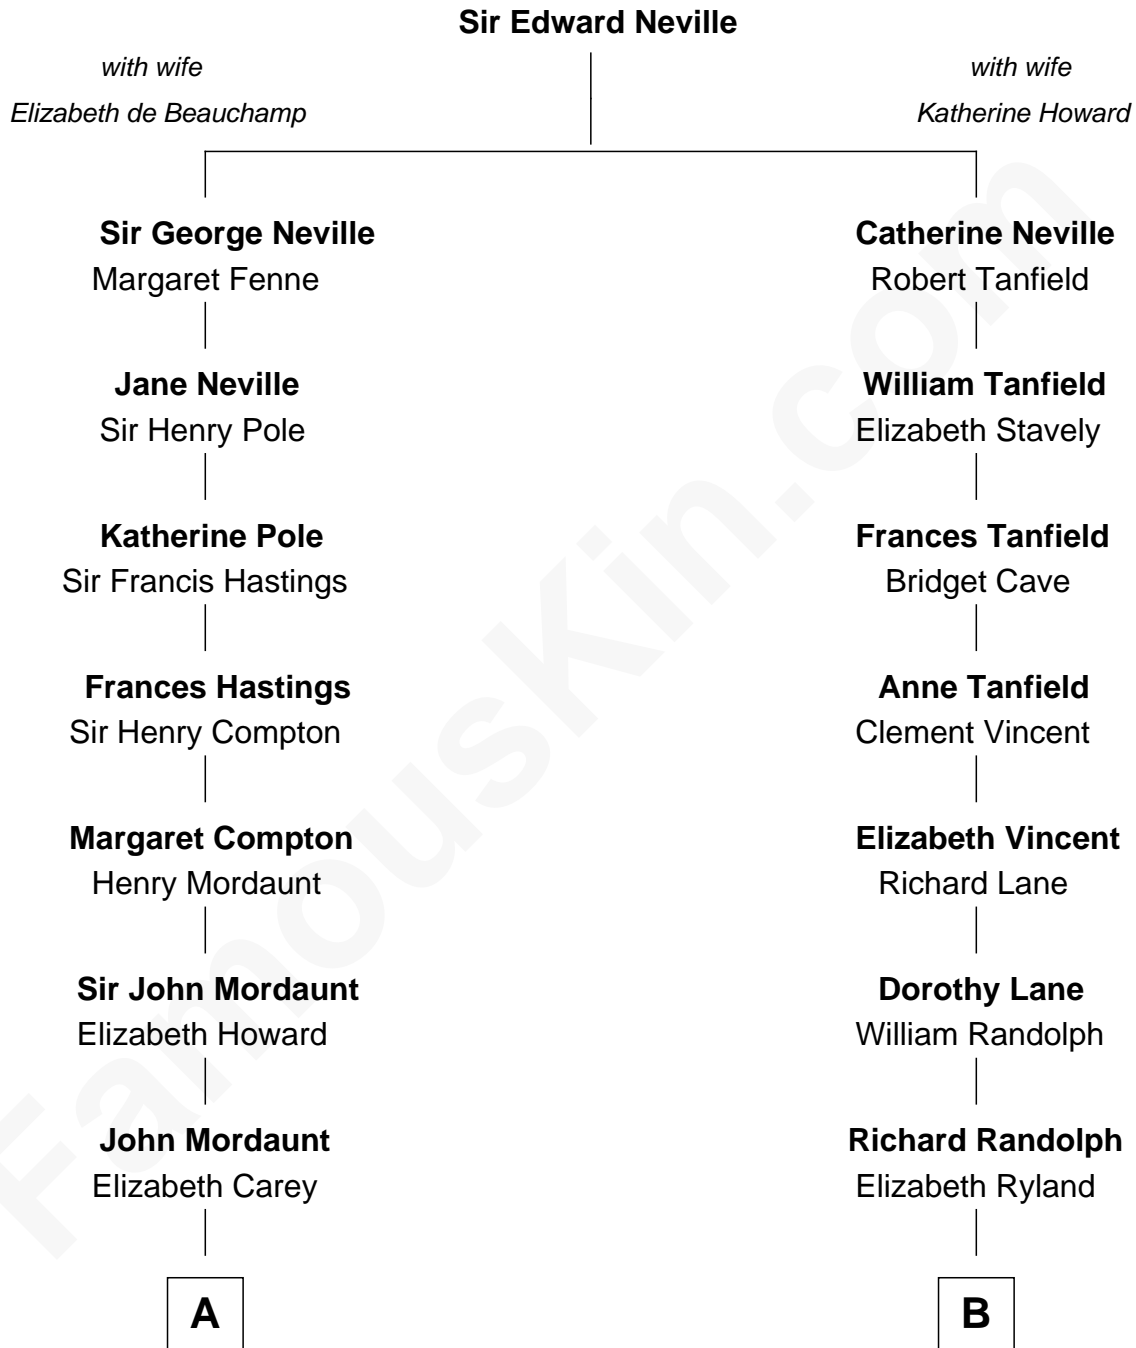 Sir Edward Neville
with wife
Elizabeth de Beauchamp
with wife
Katherine Howard
Sir George Neville
Margaret Fenne
Catherine Neville
Robert Tanfield
Jane Neville
Sir Henry Pole
William Tanfield
Elizabeth Stavely
Katherine Pole
Sir Francis Hastings
Frances Tanfield
Bridget Cave
Frances Hastings
Sir Henry Compton
Anne Tanfield
Clement Vincent
Margaret Compton
Henry Mordaunt
Elizabeth Vincent
Richard Lane
Sir John Mordaunt
Elizabeth Howard
Dorothy Lane
William Randolph
John Mordaunt
Elizabeth Carey
Richard Randolph
Elizabeth Ryland
A
B
FamousKin.com